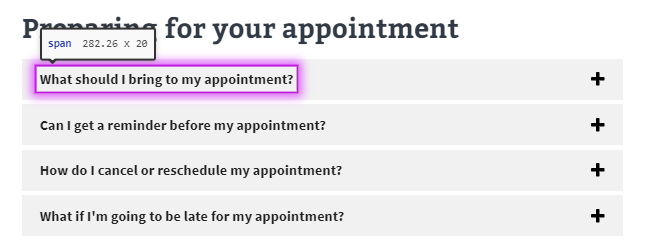 Preparing for your appointment
span 282.26 x 20
What should I bring to my appointment?
Can I get a reminder before my appointment?
How do I cancel or reschedule my appointment?
What if I'm going to be late for my appointment?